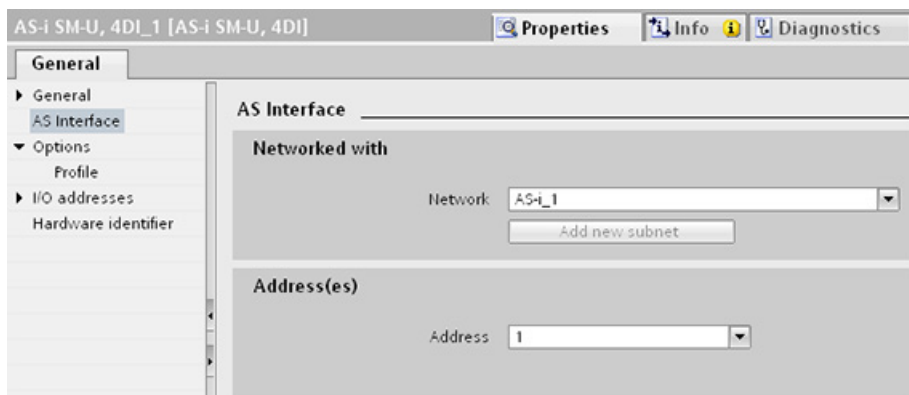 AS-i SM-U, 4DI_1 [AS-i SM-U, 4DI]
Properties
Info
Diagnostics
General
General
AS Interface
Options
Profile
I/O addresses
Hardware identifier
AS Interface
Networked with
Network AS-i_1
Add new subnet
Address(es)
Address 1